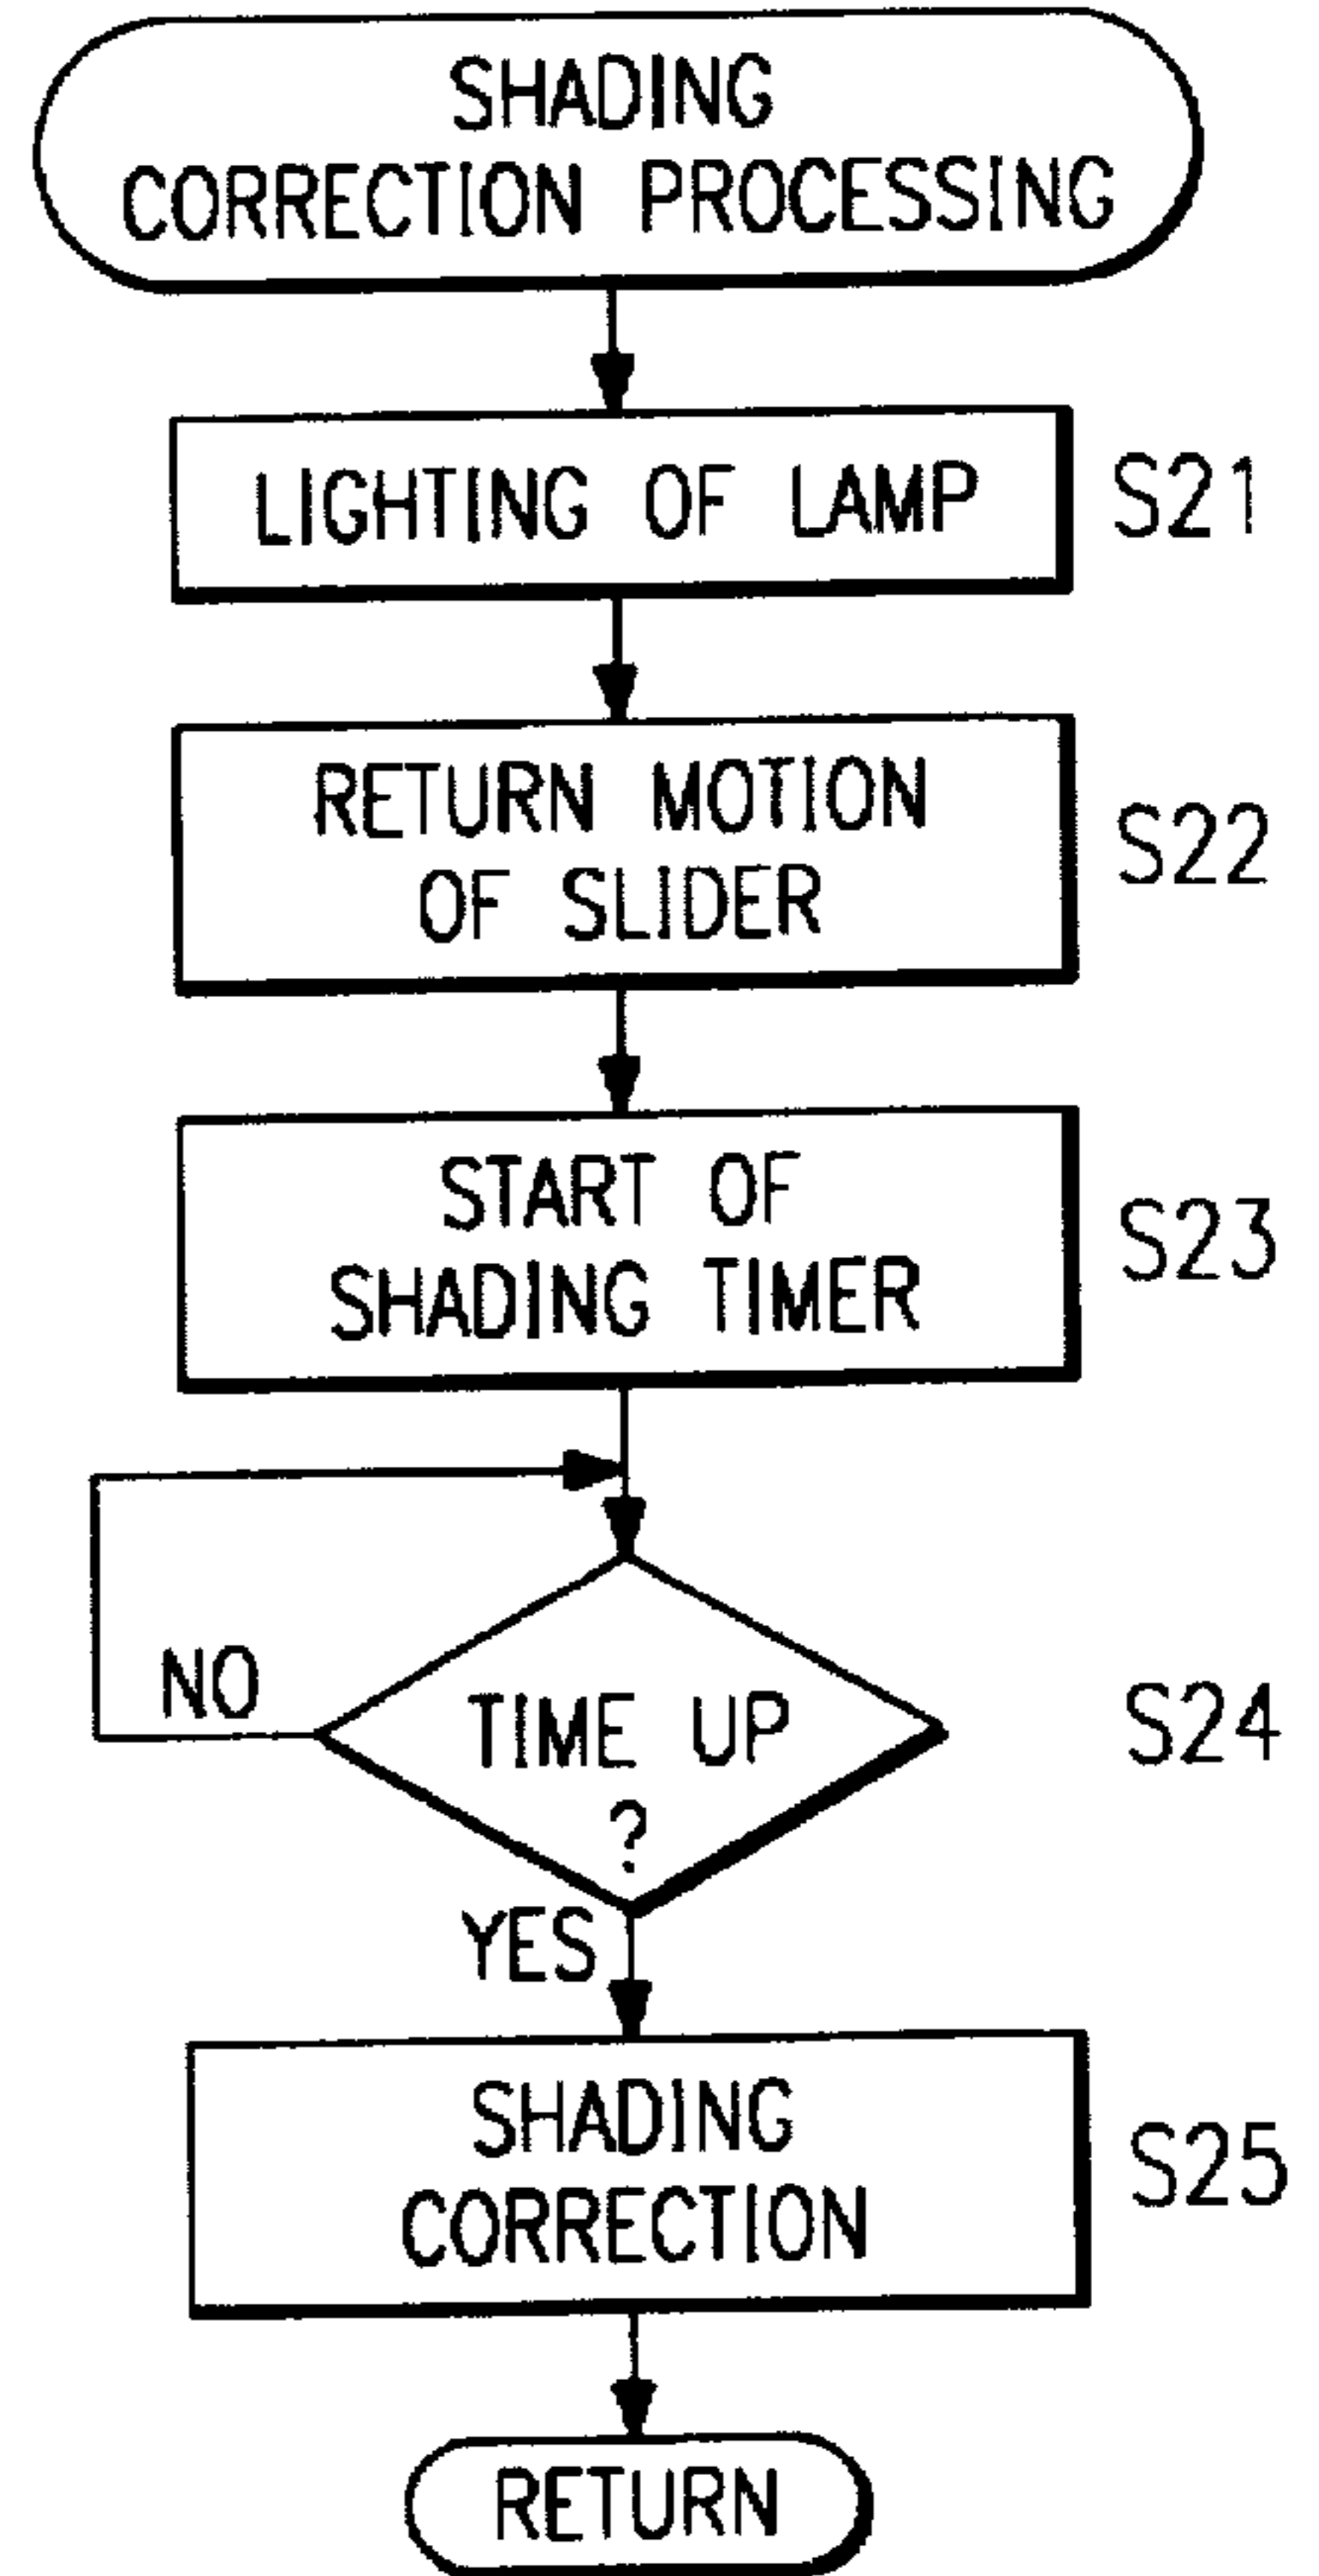 SHADING
CORRECTION PROCESSING
LIGHTING OF LAMP
S21
RETURN MOTION
OF SLIDER
S22
START OF
SHADING TIMER
S23
NO
TIME UP
?
S24
YES
SHADING
CORRECTION
S25
RETURN